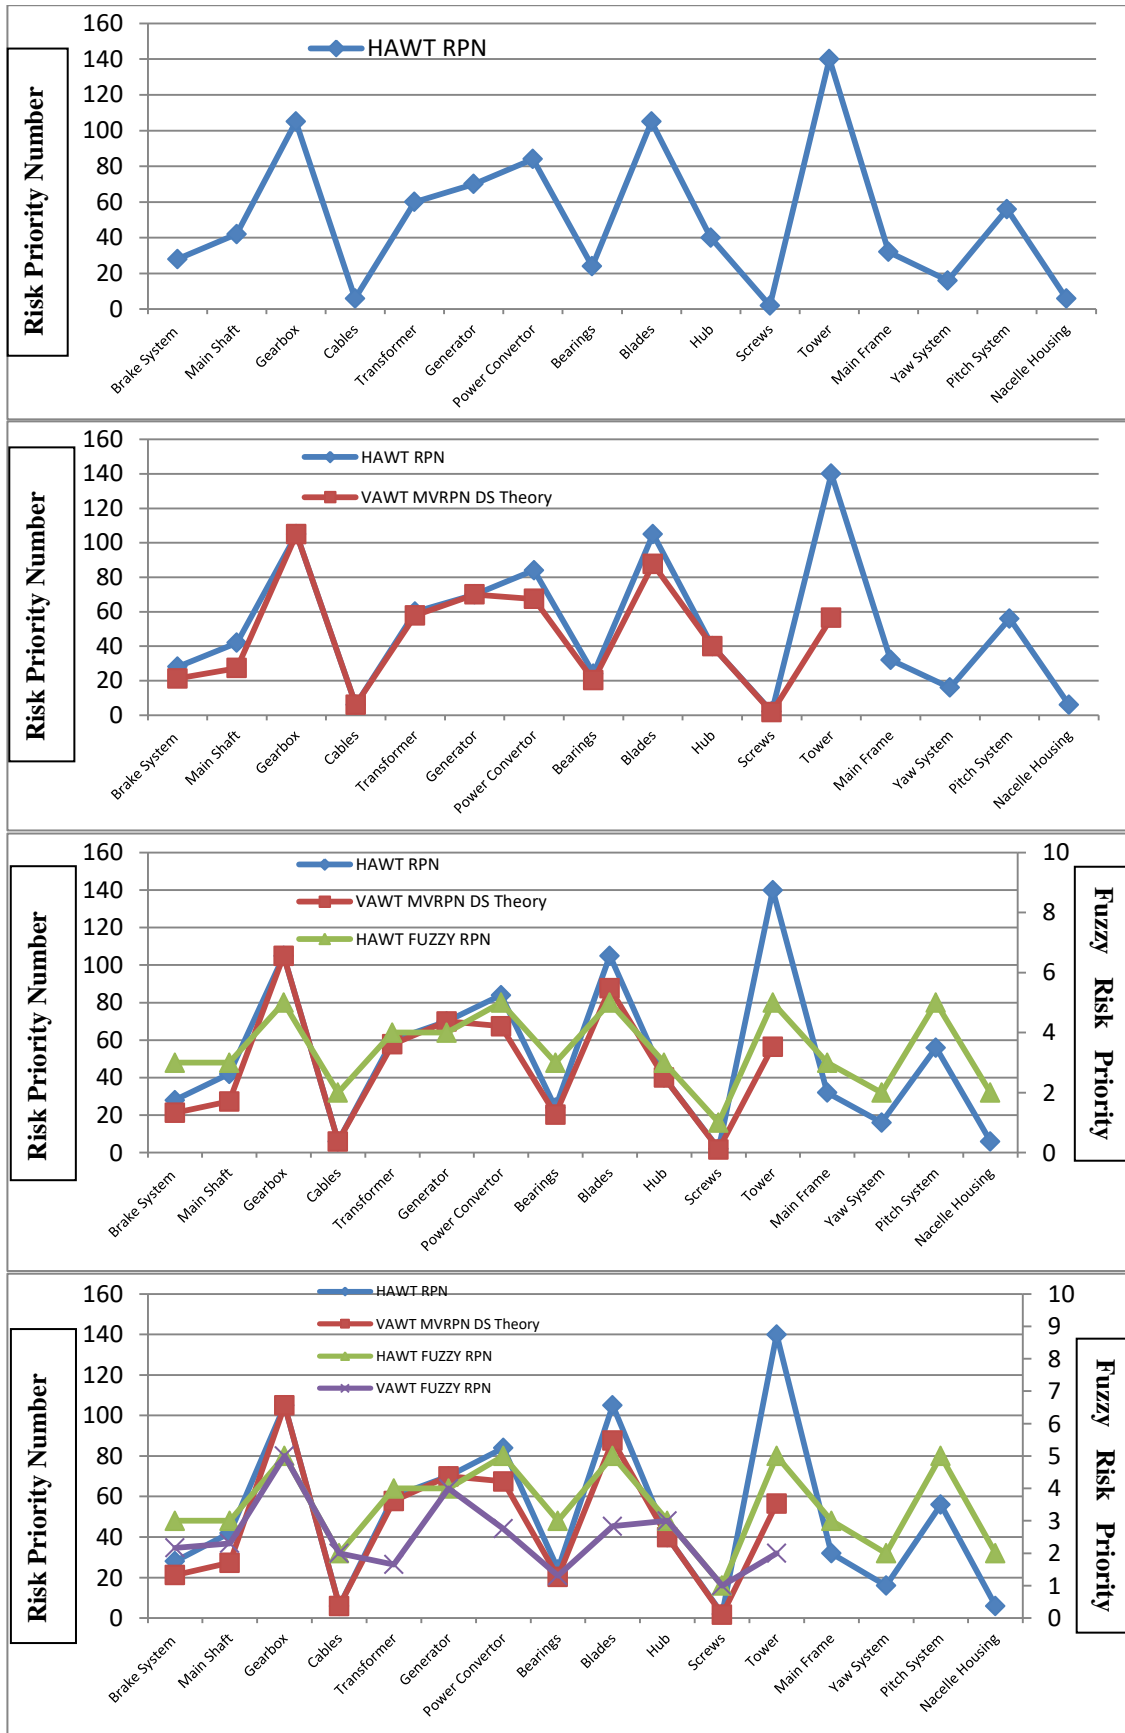 160
140
120
100
80
60
40
20
0
Risk Priority Number
HAWT RPN
Brake System
Main Shaft
Gearbox
Cables
Transformer
Generator
Power Convertor
Bearings
Blades
Hub
Screws
Tower
Main Frame
Yaw System
Pitch System
Nacelle Housing
160
140
120
100
80
60
40
20
0
Risk Priority Number
HAWT RPN
VAWT MVRPN DS Theory
Brake System
Main Shaft
Gearbox
Cables
Transformer
Generator
Power Convertor
Bearings
Blades
Hub
Screws
Tower
Main Frame
Yaw System
Pitch System
Nacelle Housing
160
140
120
100
80
60
40
20
0
Risk Priority Number
HAWT RPN
VAWT MVRPN DS Theory
HAWT FUZZY RPN
10
8
6
4
2
0
Fuzzy Risk Priority
Brake System
Main Shaft
Gearbox
Cables
Transformer
Generator
Power Convertor
Bearings
Blades
Hub
Screws
Tower
Main Frame
Yaw System
Pitch System
Nacelle Housing
160
140
120
100
80
60
40
20
0
Risk Priority Number
HAWT RPN
VAWT MVRPN DS Theory
HAWT FUZZY RPN
VAWT FUZZY RPN
10
9
8
7
6
5
4
3
2
1
0
Fuzzy Risk Priority
Brake System
Main Shaft
Gearbox
Cables
Transformer
Generator
Power Convertor
Bearings
Blades
Hub
Screws
Tower
Main Frame
Yaw System
Pitch System
Nacelle Housing